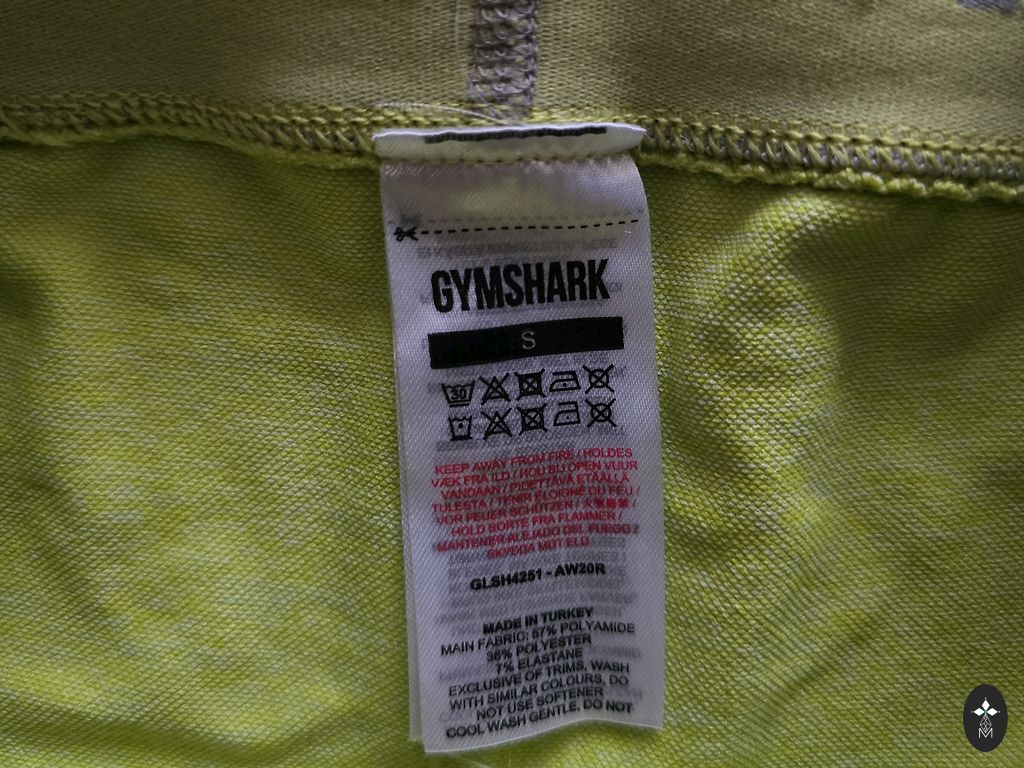 GYMSHARK
S
30
KEEP AWAY FROM FIRE / HOLDES
VÆK FRA ILD / HOU BIJ OPEN VUUR
VANDAAN / PIDETTÄVÄ ETÄÄLLÄ
TULESTA / TENIR ÉLOIGNÉ DU FEU /
VOR FEUER SCHÜTZEN /
HOLD BORTE FRA FLAMMER /
MANTENER ALEJADO DEL FUEGO /
SKYDDA MOT ELD
GLSH4251 - AW20R
MADE IN TURKEY
MAIN FABRIC: 57% POLYAMIDE
36% POLYESTER
7% ELASTANE
EXCLUSIVE OF TRIMS, WASH
WITH SIMILAR COLOURS, DO
NOT USE SOFTENER
COOL WASH GENTLE, DO NOT
M